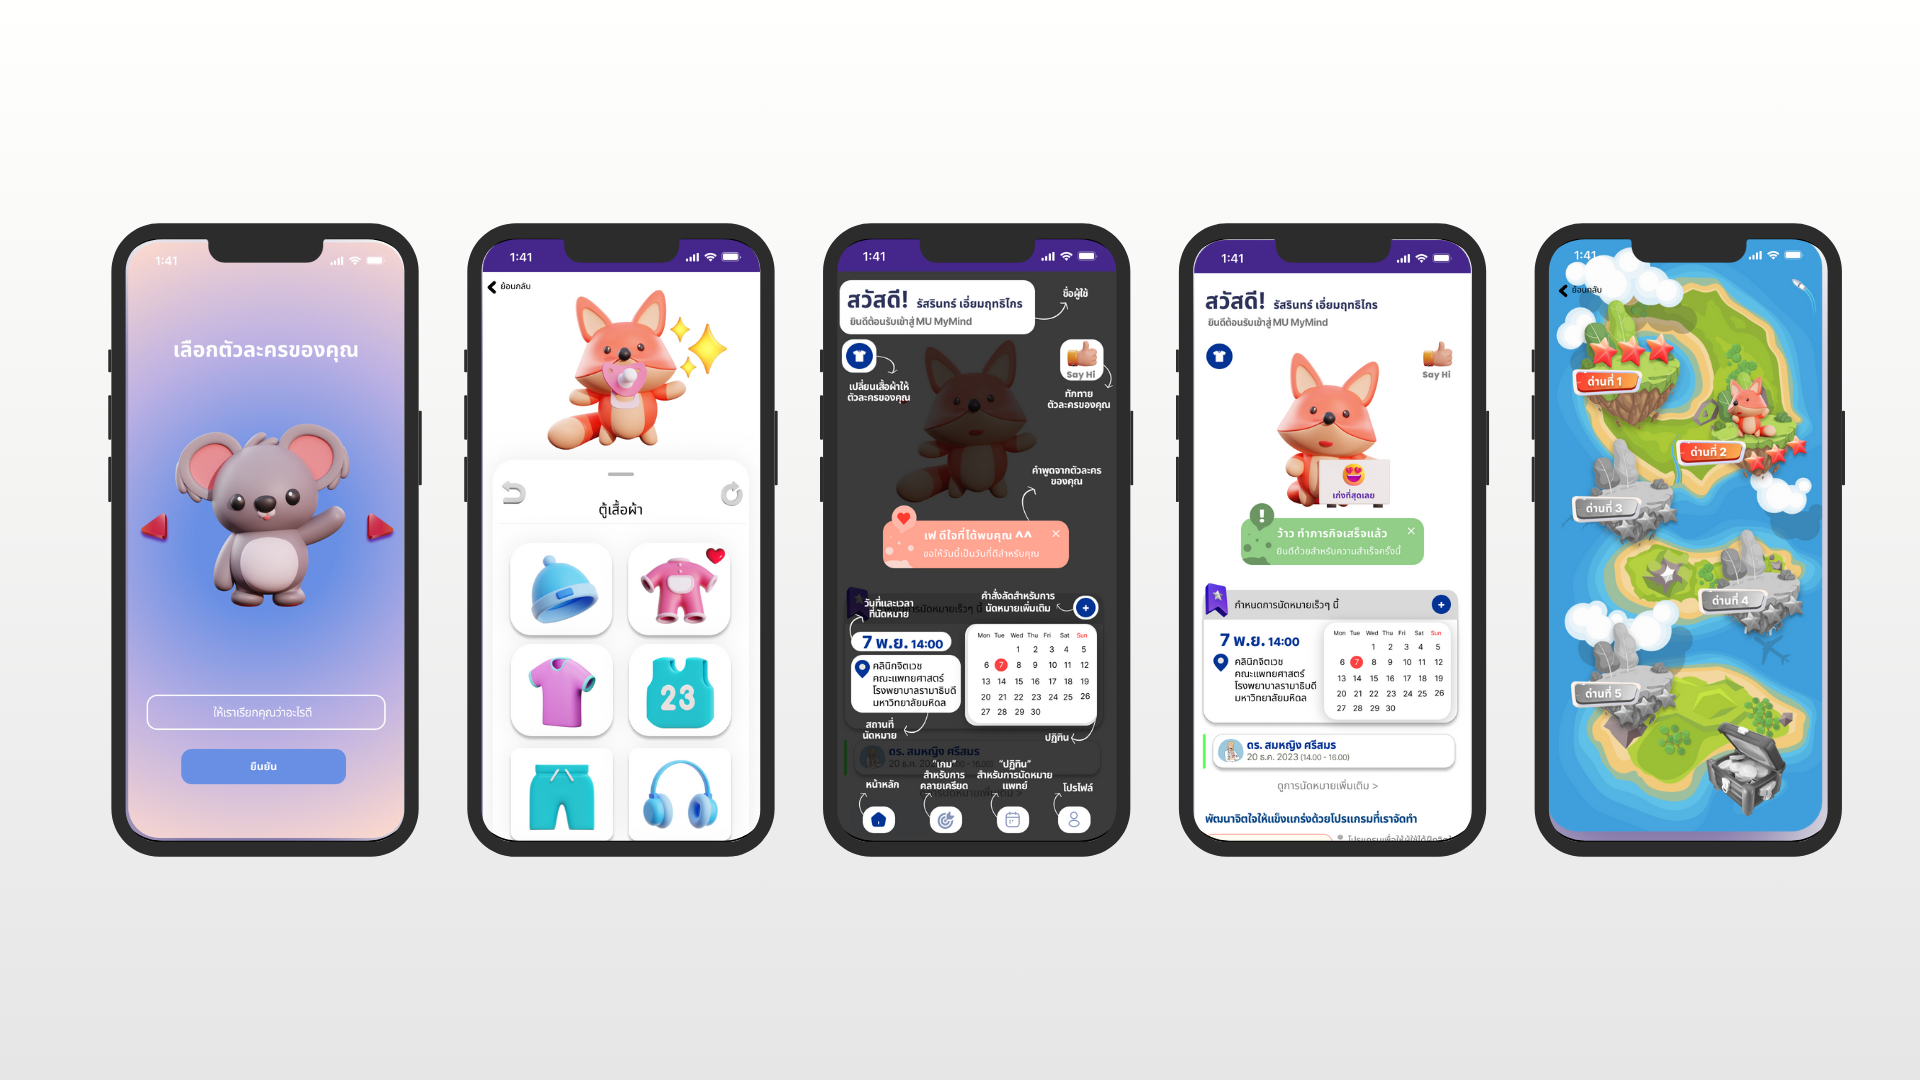 1:41
เลือกตัวละครของคุณ
ให้เราเรียกคุณว่าอะไรดี
ยืนยัน
1:41
ย้อนกลับ
ตู้เสื้อผ้า
23
1:41
สวัสดี! รัสรินทร์ เอี่ยมฤทธิไกร
ยินดีต้อนรับเข้าสู่ MU MyMind
ชื่อผู้ใช้
Say Hi
เปลี่ยนเสื้อผ้าให้
ตัวละครของคุณ
ทักทาย
ตัวละครของคุณ
คำพูดจากตัวละคร
ของคุณ
เฟ ดีใจที่ได้พบคุณ ^^
ขอให้วันนี้เป็นวันที่ดีสำหรับคุณ
วันที่และเวลา
ที่นัดหมาย
คำสั่งลัดสำหรับการ
นัดหมายเพิ่มเติม
7 พ.ย. 14:00
คลินิกจิตเวช
คณะแพทยศาสตร์
โรงพยาบาลรามาธิบดี
มหาวิทยาลัยมหิดล
Mon Tue Wed Thu Fri Sat Sun
1 2 3 4 5
6 7 8 9 10 11 12
13 14 15 16 17 18 19
20 21 22 23 24 25 26
27 28 29 30
สถานที่
นัดหมาย
ปฏิทิน
ดร. สมหญิง ศรีสมร
หน้าหลัก
"เกม"
สำหรับการ
คลายเครียด
"ปฏิทิน"
สำหรับการนัดหมาย
แพทย์
โปรไฟล์
1:41
สวัสดี! รัสรินทร์ เอี่ยมฤทธิไกร
ยินดีต้อนรับเข้าสู่ MU MyMind
Say Hi
เก่งที่สุดเลย
ว้าว ทำภารกิจเสร็จแล้ว
ยินดีด้วยสำหรับความสำเร็จครั้งนี้
กำหนดการนัดหมายเร็วๆ นี้
7 พ.ย. 14:00
คลินิกจิตเวช
คณะแพทยศาสตร์
โรงพยาบาลรามาธิบดี
มหาวิทยาลัยมหิดล
Mon Tue Wed Thu Fri Sat Sun
1 2 3 4 5
6 7 8 9 10 11 12
13 14 15 16 17 18 19
20 21 22 23 24 25 26
27 28 29 30
ดร. สมหญิง ศรีสมร
20 ธ.ค. 2023 (14.00 - 16.00)
ดูการนัดหมายเพิ่มเติม >
พัฒนาจิตใจให้แข็งแกร่งด้วยโปรแกรมที่เราจัดทำ
1:41
ย้อนกลับ
ด่านที่ 1
ด่านที่ 2
ด่านที่ 3
ด่านที่ 4
ด่านที่ 5